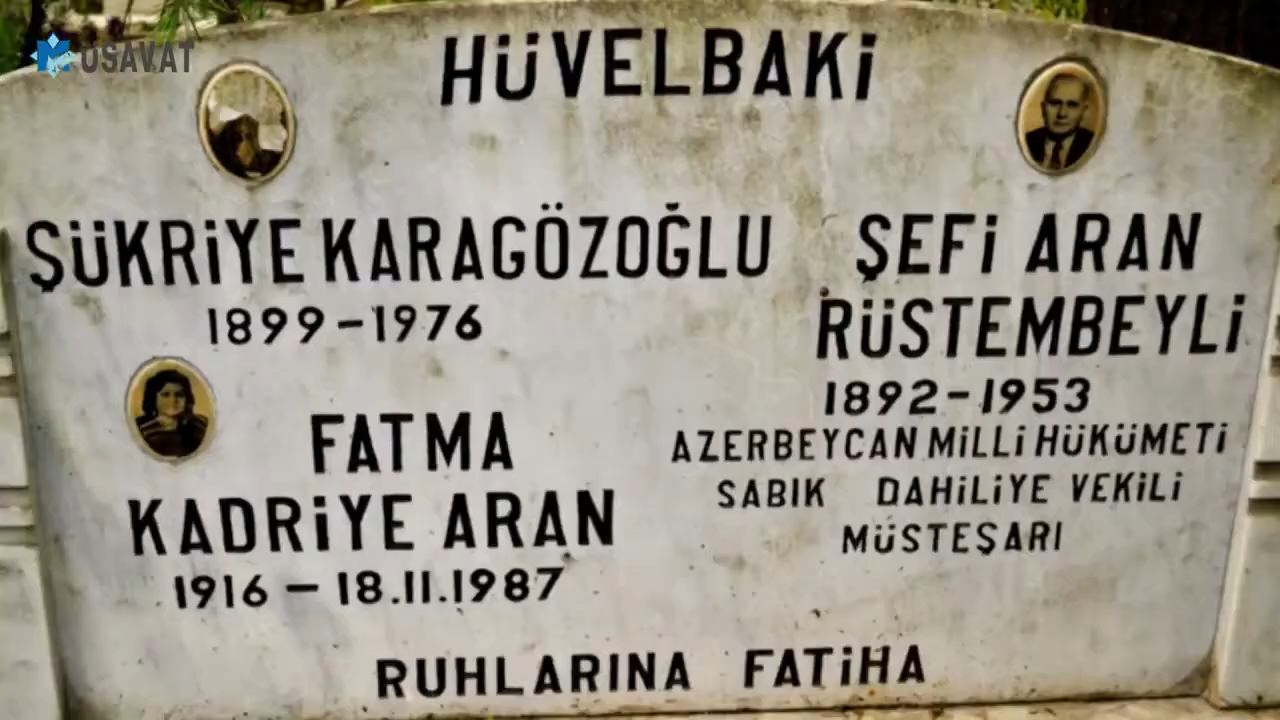 MÜSAVAT
HÜVELBAKİ
ŞÜKRİYE KARAGÖZOĞLU
1899-1976
FATMA
KADRİYE ARAN
1916 - 18.11.1987
ŞEFİ ARAN
RÜSTEMBEYLİ
1892-1953
AZERBEYCAN MİLLİ HÜKÜMETİ
SABIK DAHİLİYE VEKİLİ
MÜSTEŞARI
RUHLARINA FATİHA